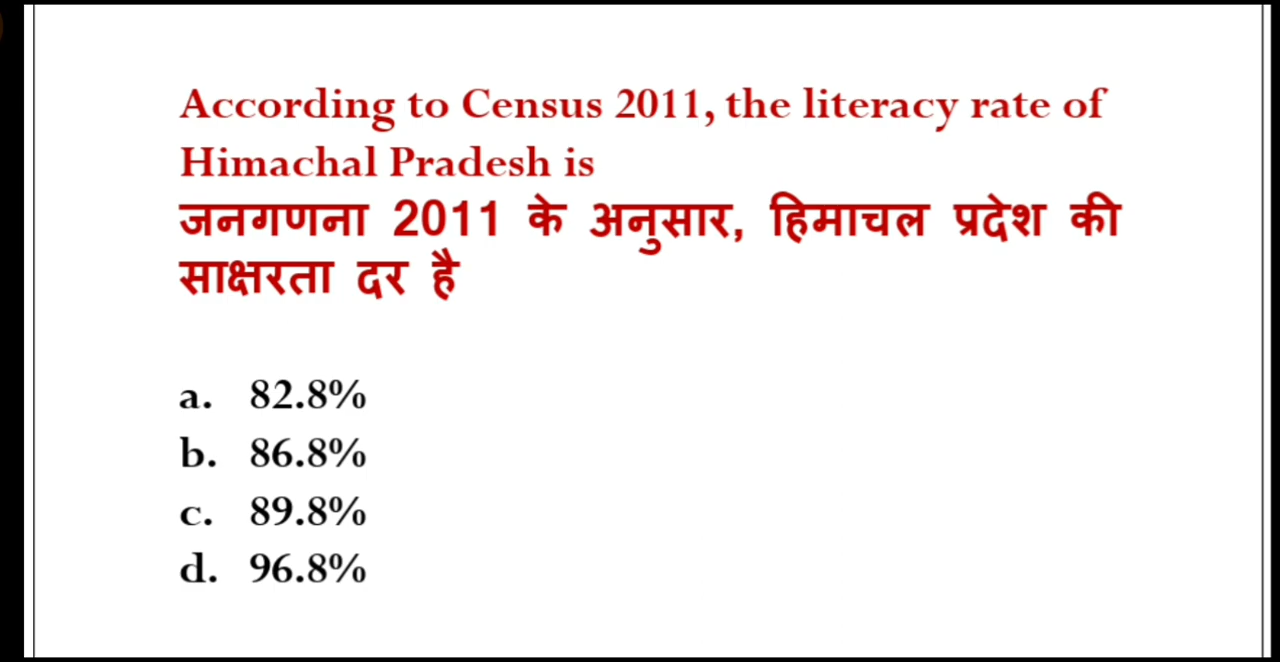 According to Census 2011, the literacy rate of
Himachal Pradesh is
जनगणना 2011 के अनुसार, हिमाचल प्रदेश की
साक्षरता दर है
a. 82.8%
b. 86.8%
c. 89.8%
d. 96.8%